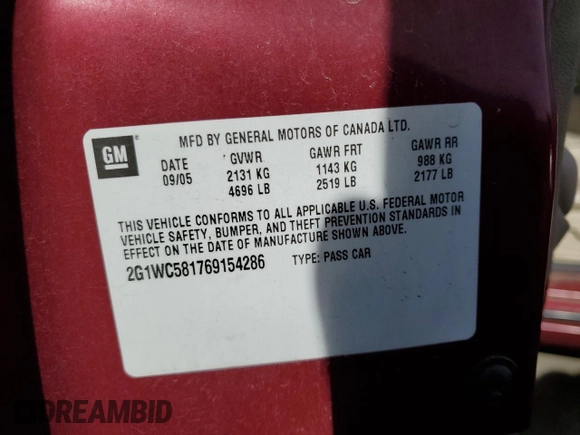 GM
MFD BY GENERAL MOTORS OF CANADA LTD.
DATE GVWR GAWR FRT GAWR RR
09/05 2131 KG 1143 KG 988 KG
4696 LB 2519 LB 2177 LB
THIS VEHICLE CONFORMS TO ALL APPLICABLE U.S. FEDERAL MOTOR
VEHICLE SAFETY, BUMPER, AND THEFT PREVENTION STANDARDS IN
EFFECT ON THE DATE OF MANUFACTURE SHOWN ABOVE.
2G1WC581769154286 TYPE: PASS CAR
DREAMBID